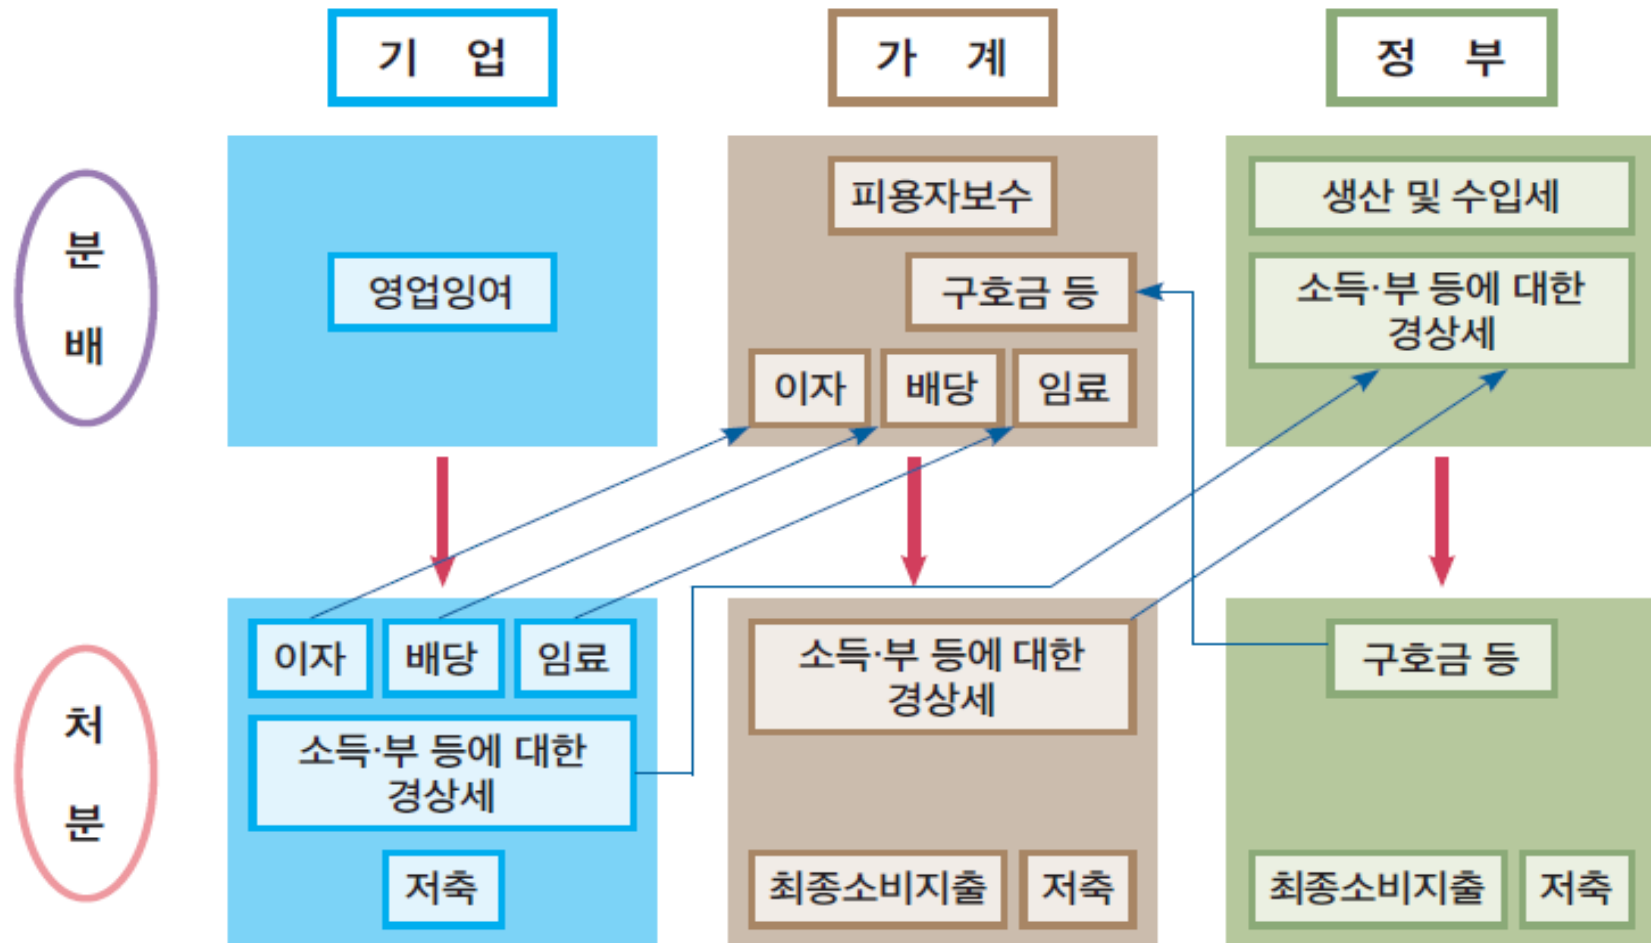 기 업
가 계
정 부
분
배
영업잉여
피용자보수
구호금 등
이자
배당
임료
생산 및 수입세
소득·부 등에 대한
경상세
처
분
이자
배당
임료
소득·부 등에 대한
경상세
저축
소득·부 등에 대한
경상세
최종소비지출
저축
구호금 등
최종소비지출
저축